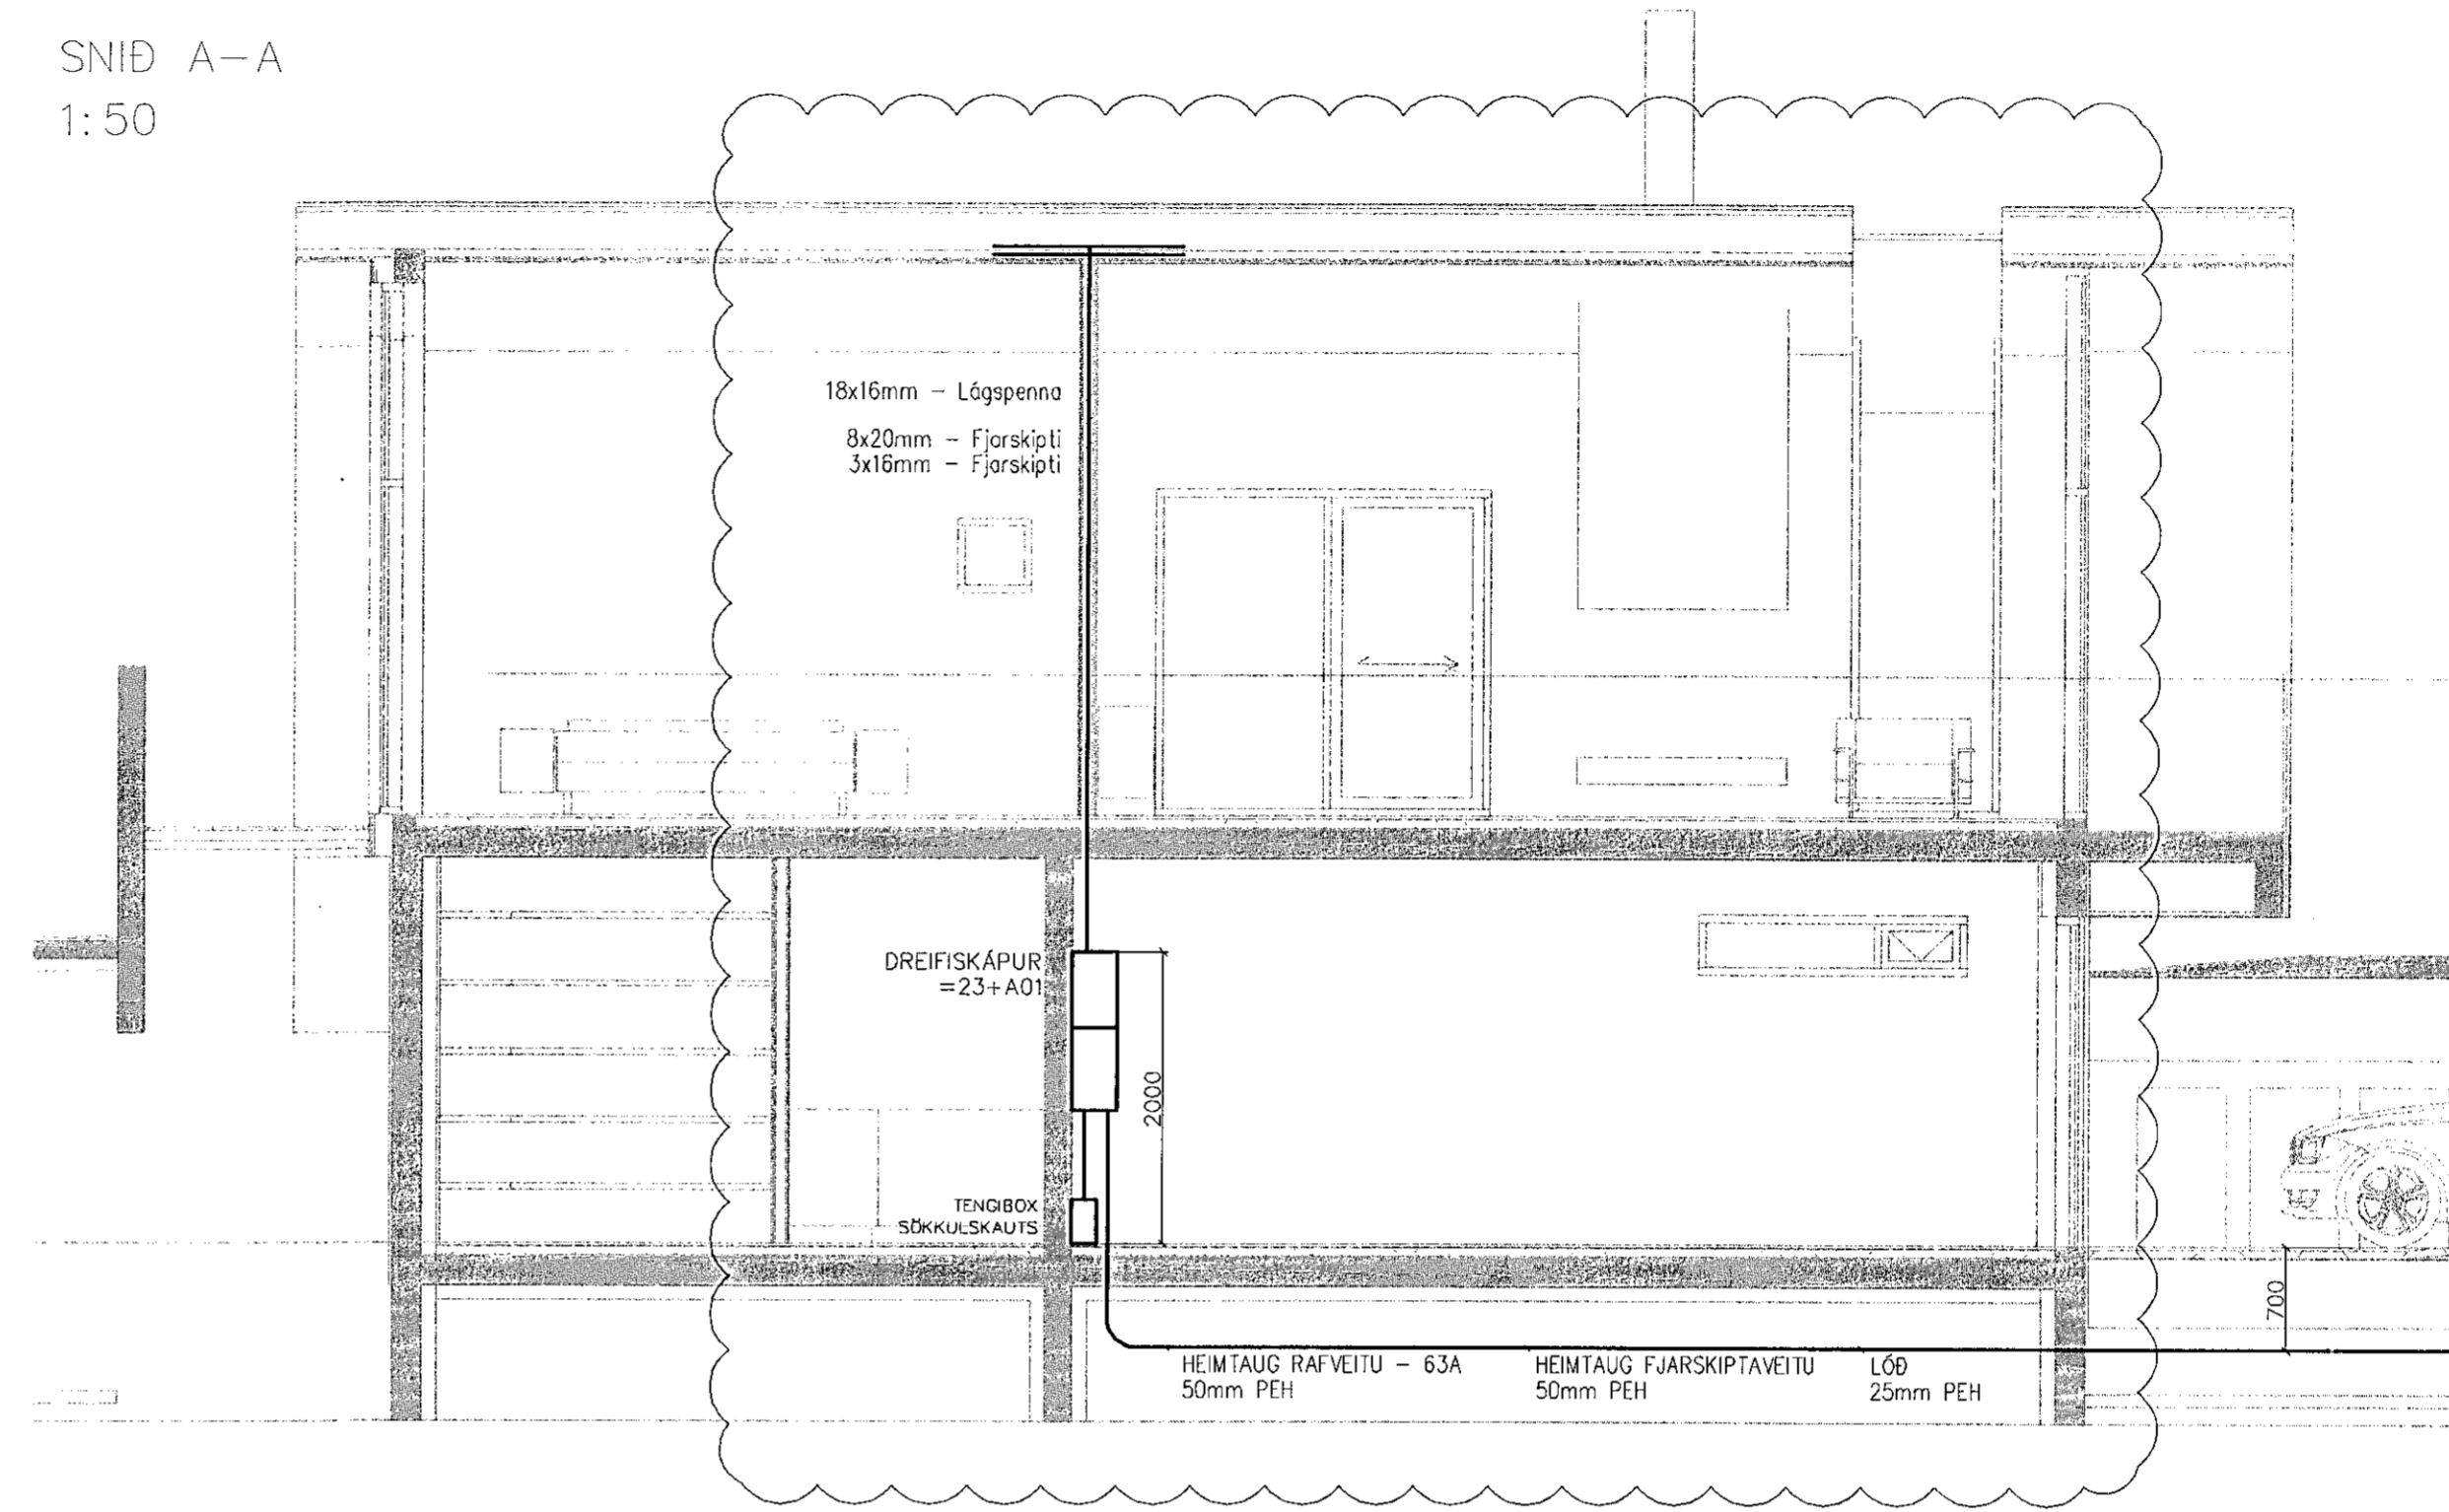 SNIÐ A-A
1:50
18x16mm - Lágspenna
8x20mm - Fjarskipti
3x16mm - Fjarskipti
DREIFISKÁPUR
=23+A01
2000
TENGIBOX
SÖKKULSKAUTS
700
HEIMTAUG RAFVEITU - 63A
50mm PEH
HEIMTAUG FJARSKIPTAVEITU
50mm PEH
LÓÐ
25mm PEH